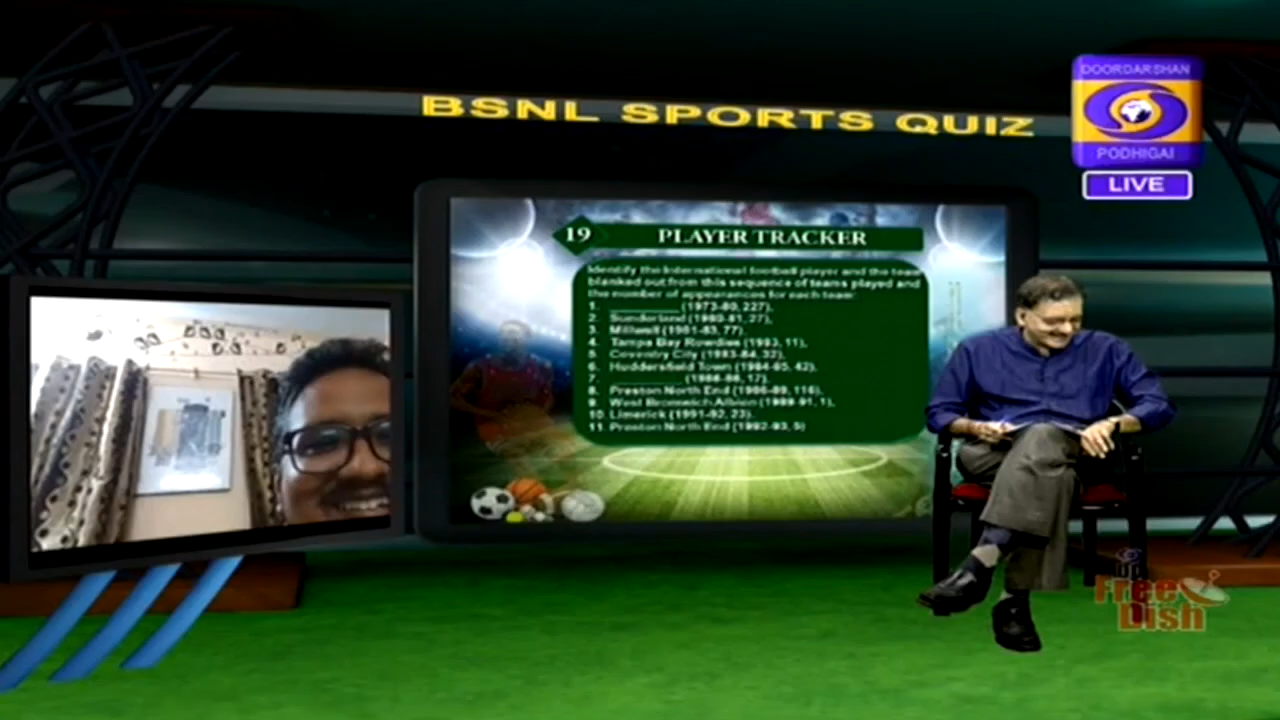 BSNL SPORTS QUIZ
DOORDARSHAN
PODHIGAI
LIVE
19 PLAYER TRACKER
Identify the International football player and the team
blanked out from this sequence of teams played and
the number of appearances for each team:
1. ________ (1973-80, 227),
2. Sunderland (1980-81, 27),
3. Millwall (1981-83, 77),
4. Tampa Bay Rowdies (1983, 11),
5. Coventry City (1983-84, 32),
6. Huddersfield Town (1984-85, 42),
7. ________ (1986-86, 17),
8. Preston North End (1986-89, 116),
9. West Bromwich Albion (1989-91, 1),
10. Limerick (1991-92, 23),
11. Preston North End (1992-93, 5)
Free
Dish